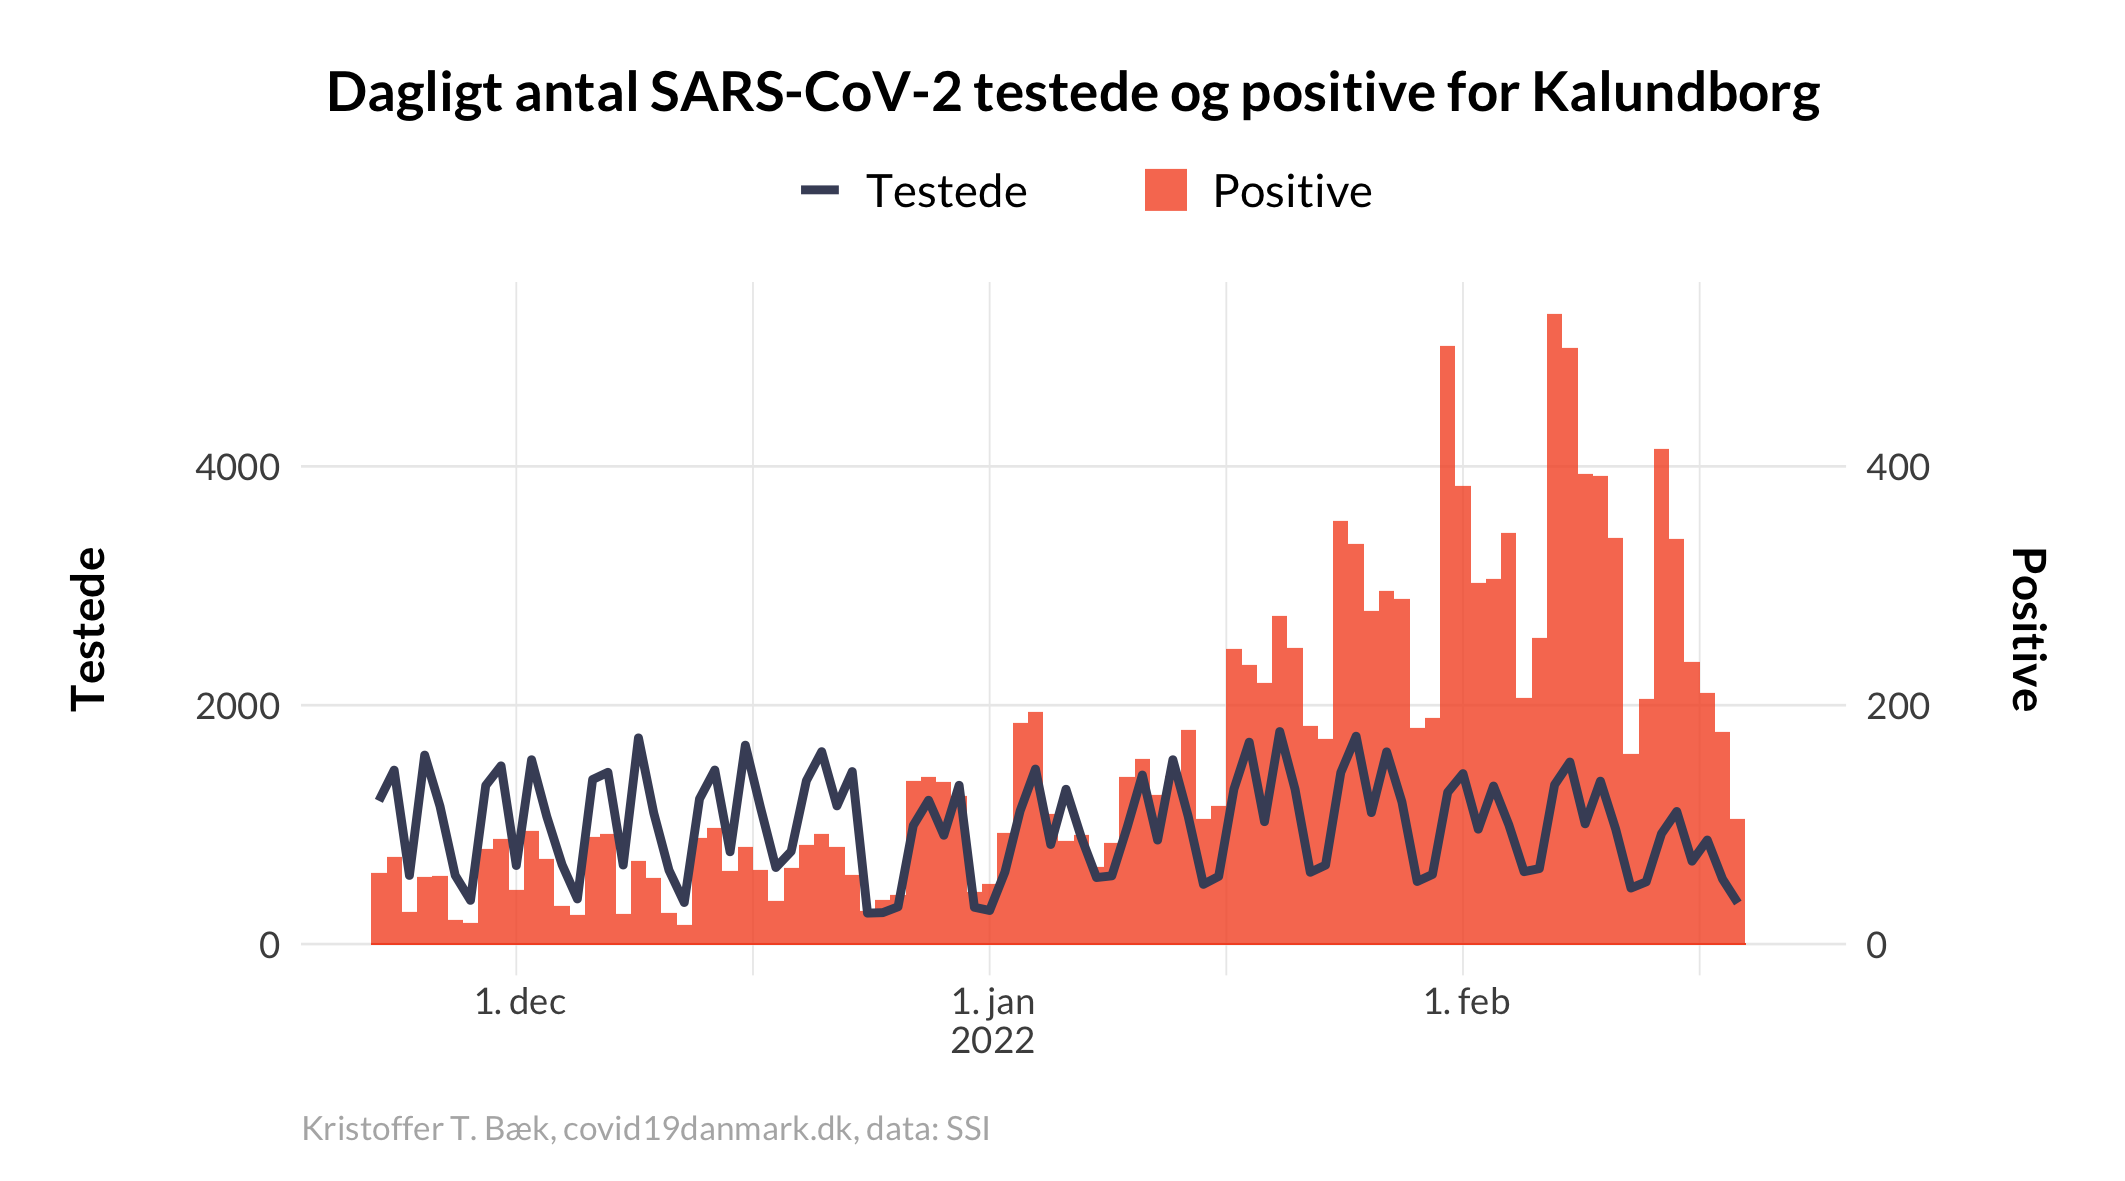 Dagligt antal SARS-CoV-2 testede og positive for Kalundborg
Testede
Positive
4000
2000
0
Testede
400
200
0
Positive
1. dec
1. jan
2022
1. feb
Kristoffer T. Bæk, covid19danmark.dk, data: SSI